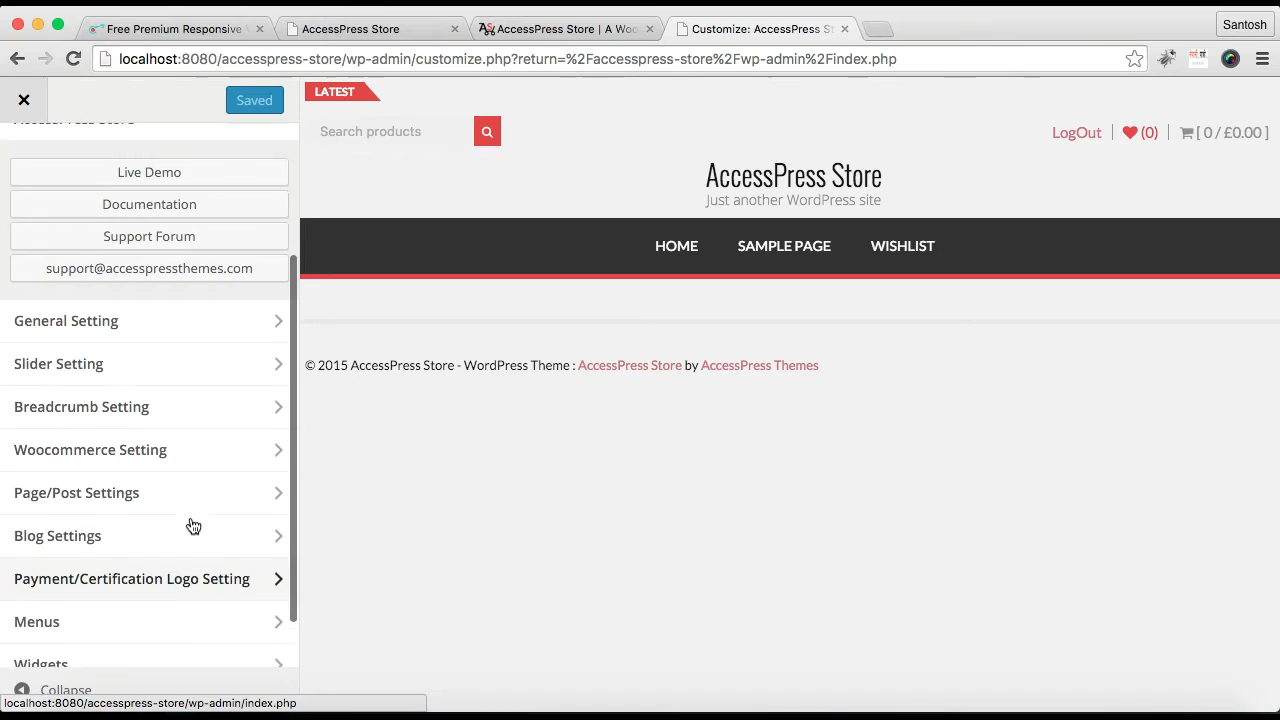 Free Premium Responsive
AccessPress Store
AccessPress Store | A Woo
Customize: AccessPress St
Santosh
localhost:8080/accesspress-store/wp-admin/customize.php?return=%2Faccesspress-store%2Fwp-admin%2Findex.php
Saved
Live Demo
Documentation
Support Forum
support@accesspressthemes.com
General Setting
Slider Setting
Breadcrumb Setting
Woocommerce Setting
Page/Post Settings
Blog Settings
Payment/Certification Logo Setting
Menus
Widgets
Collapse
localhost:8080/accesspress-store/wp-admin/index.php
LATEST
Search products
LogOut (0) [ 0 / £0.00 ]
AccessPress Store
Just another WordPress site
HOME SAMPLE PAGE WISHLIST
© 2015 AccessPress Store - WordPress Theme : AccessPress Store by AccessPress Themes